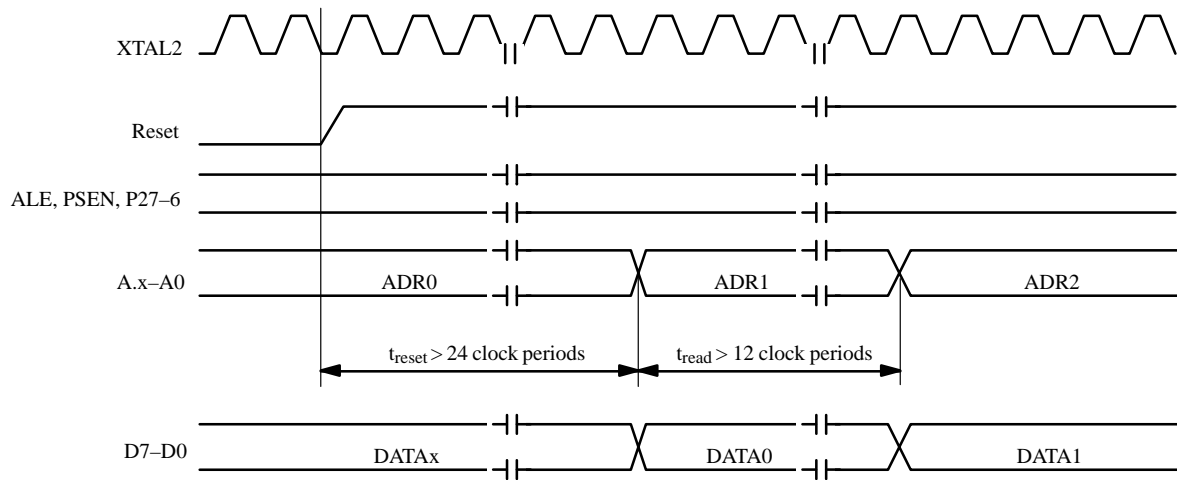 XTAL2
Reset
ALE, PSEN, P27–6
A.x–A0
ADR0
ADR1
ADR2
treset > 24 clock periods
tread > 12 clock periods
D7–D0
DATAx
DATA0
DATA1